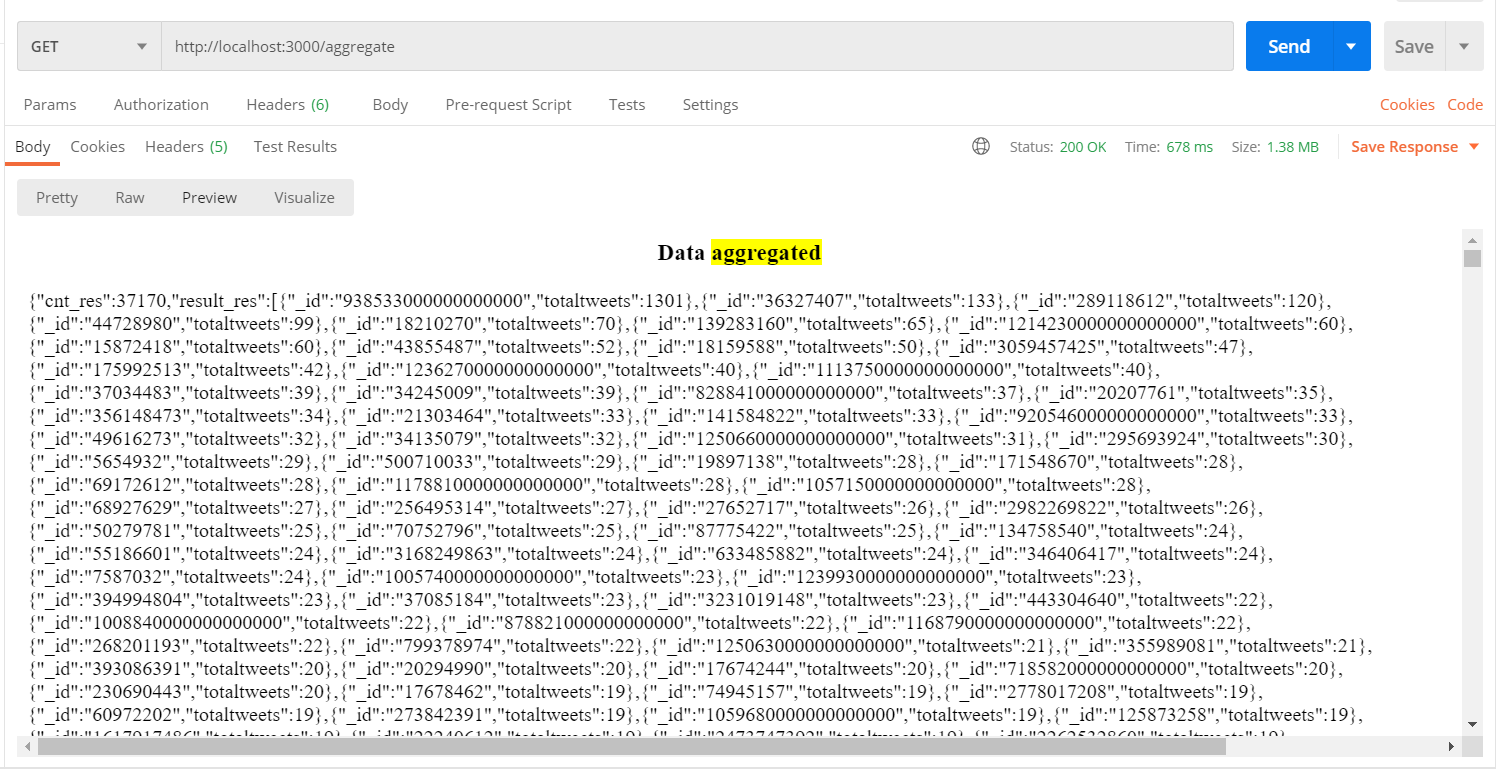 GET http://localhost:3000/aggregate Send Save
Params Authorization Headers (6) Body Pre-request Script Tests Settings Cookies Code
Body Cookies Headers (5) Test Results Status: 200 OK Time: 678 ms Size: 1.38 MB Save Response
Pretty Raw Preview Visualize
Data aggregated
{"cnt_res":37170,"result_res":[{"_id":"938533000000000000","totaltweets":1301},{"_id":"36327407","totaltweets":133},{"_id":"289118612","totaltweets":120},
{"_id":"44728980","totaltweets":99},{"_id":"18210270","totaltweets":70},{"_id":"139283160","totaltweets":65},{"_id":"1214230000000000000","totaltweets":60},
{"_id":"15872418","totaltweets":60},{"_id":"43855487","totaltweets":52},{"_id":"18159588","totaltweets":50},{"_id":"3059457425","totaltweets":47},
{"_id":"175992513","totaltweets":42},{"_id":"1236270000000000000","totaltweets":40},{"_id":"1113750000000000000","totaltweets":40},
{"_id":"37034483","totaltweets":39},{"_id":"34245009","totaltweets":39},{"_id":"828841000000000000","totaltweets":37},{"_id":"20207761","totaltweets":35},
{"_id":"356148473","totaltweets":34},{"_id":"21303464","totaltweets":33},{"_id":"141584822","totaltweets":33},{"_id":"920546000000000000","totaltweets":33},
{"_id":"49616273","totaltweets":32},{"_id":"34135079","totaltweets":32},{"_id":"1250660000000000000","totaltweets":31},{"_id":"295693924","totaltweets":30},
{"_id":"5654932","totaltweets":29},{"_id":"500710033","totaltweets":29},{"_id":"19897138","totaltweets":28},{"_id":"171548670","totaltweets":28},
{"_id":"69172612","totaltweets":28},{"_id":"1178810000000000000","totaltweets":28},{"_id":"1057150000000000000","totaltweets":28},
{"_id":"68927629","totaltweets":27},{"_id":"256495314","totaltweets":27},{"_id":"27652717","totaltweets":26},{"_id":"2982269822","totaltweets":26},
{"_id":"50279781","totaltweets":25},{"_id":"70752796","totaltweets":25},{"_id":"87775422","totaltweets":25},{"_id":"134758540","totaltweets":24},
{"_id":"55186601","totaltweets":24},{"_id":"3168249863","totaltweets":24},{"_id":"633485882","totaltweets":24},{"_id":"346406417","totaltweets":24},
{"_id":"7587032","totaltweets":24},{"_id":"1005740000000000000","totaltweets":23},{"_id":"1239930000000000000","totaltweets":23},
{"_id":"394994804","totaltweets":23},{"_id":"37085184","totaltweets":23},{"_id":"3231019148","totaltweets":23},{"_id":"443304640","totaltweets":22},
{"_id":"1008840000000000000","totaltweets":22},{"_id":"878821000000000000","totaltweets":22},{"_id":"1168790000000000000","totaltweets":22},
{"_id":"268201193","totaltweets":22},{"_id":"799378974","totaltweets":22},{"_id":"1250630000000000000","totaltweets":21},{"_id":"355989081","totaltweets":21},
{"_id":"393086391","totaltweets":20},{"_id":"20294990","totaltweets":20},{"_id":"17674244","totaltweets":20},{"_id":"718582000000000000","totaltweets":20},
{"_id":"230690443","totaltweets":20},{"_id":"17678462","totaltweets":19},{"_id":"74945157","totaltweets":19},{"_id":"2778017208","totaltweets":19},
{"_id":"60972202","totaltweets":19},{"_id":"273842391","totaltweets":19},{"_id":"1059680000000000000","totaltweets":19},{"_id":"125873258","totaltweets":19},